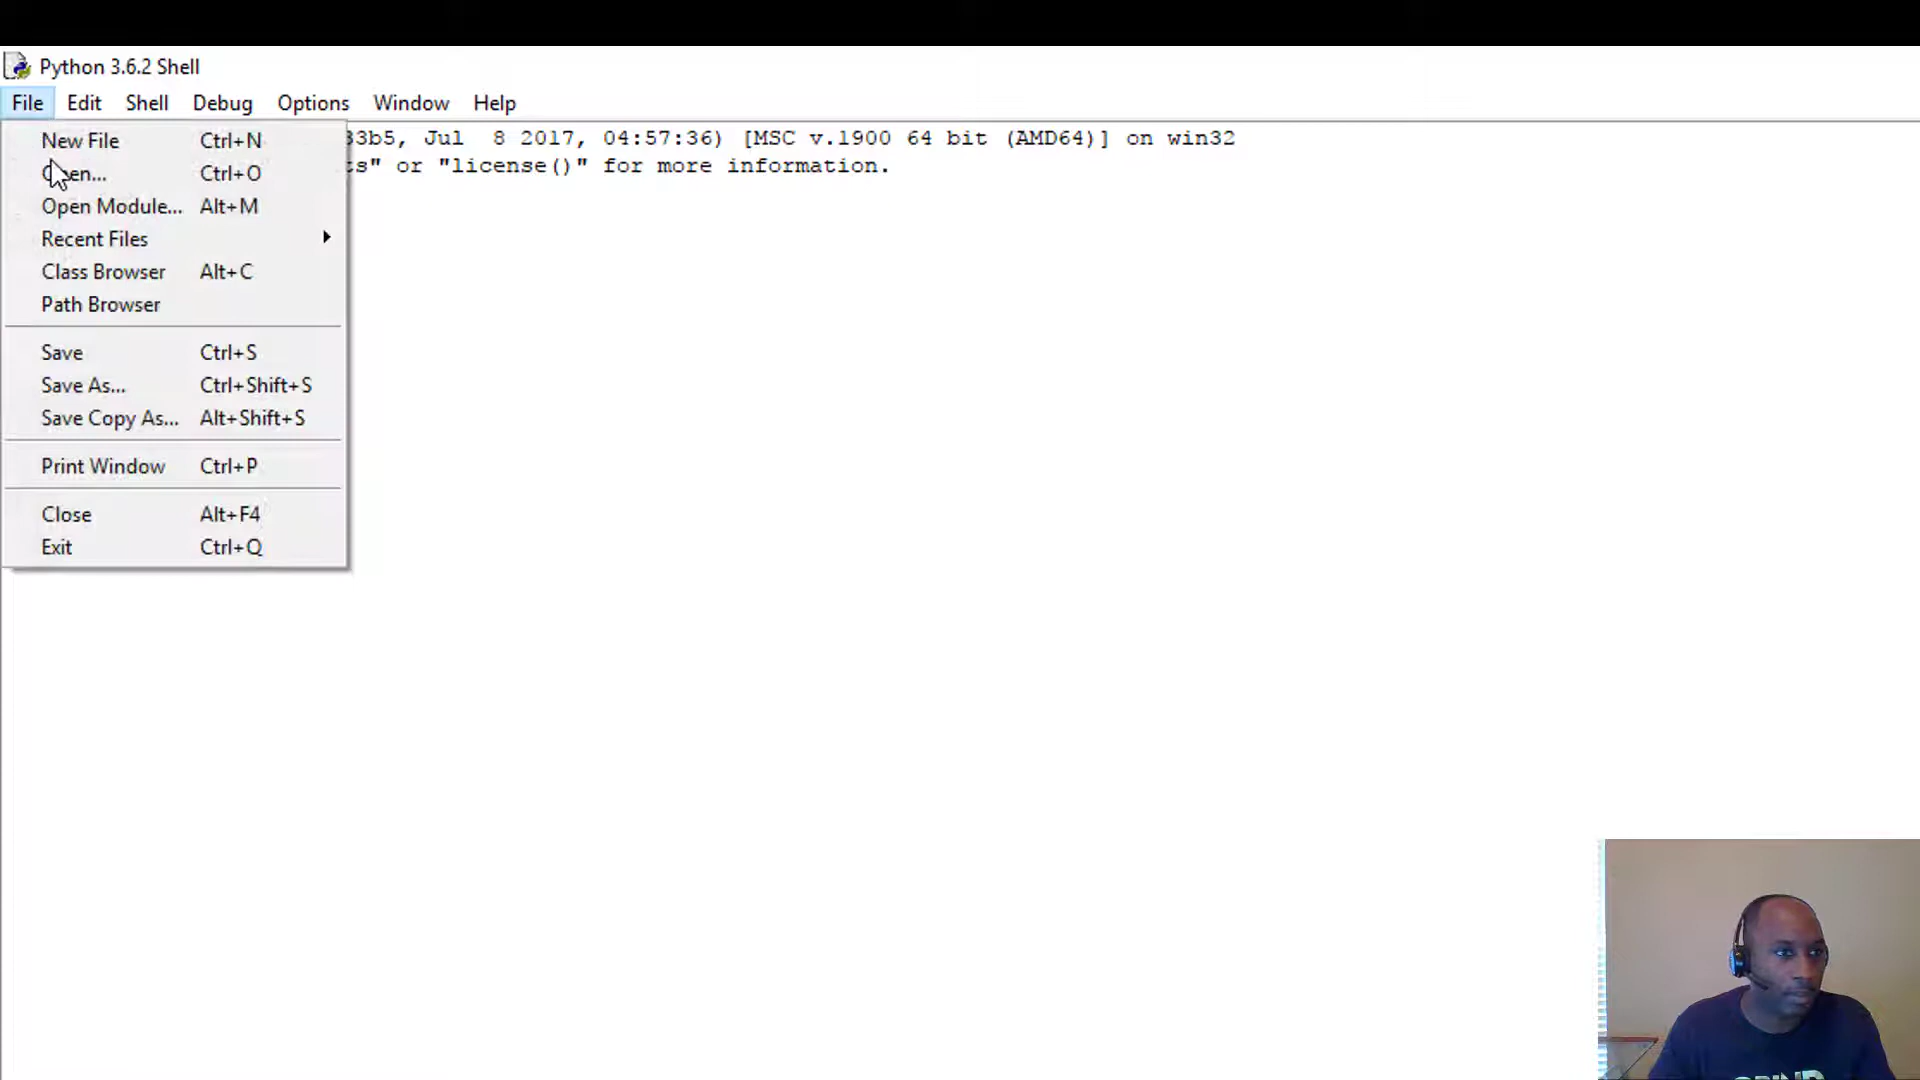 Python 3.6.2 Shell
File Edit Shell Debug Options Window Help
33b5, Jul  8 2017, 04:57:36) [MSC v.1900 64 bit (AMD64)] on win32
ts" or "license()" for more information.
New File Ctrl+N
Ctrl+O
Open Module... Alt+M
Recent Files
Class Browser Alt+C
Path Browser
Save Ctrl+S
Save As... Ctrl+Shift+S
Save Copy As... Alt+Shift+S
Print Window Ctrl+P
Close Alt+F4
Exit Ctrl+Q